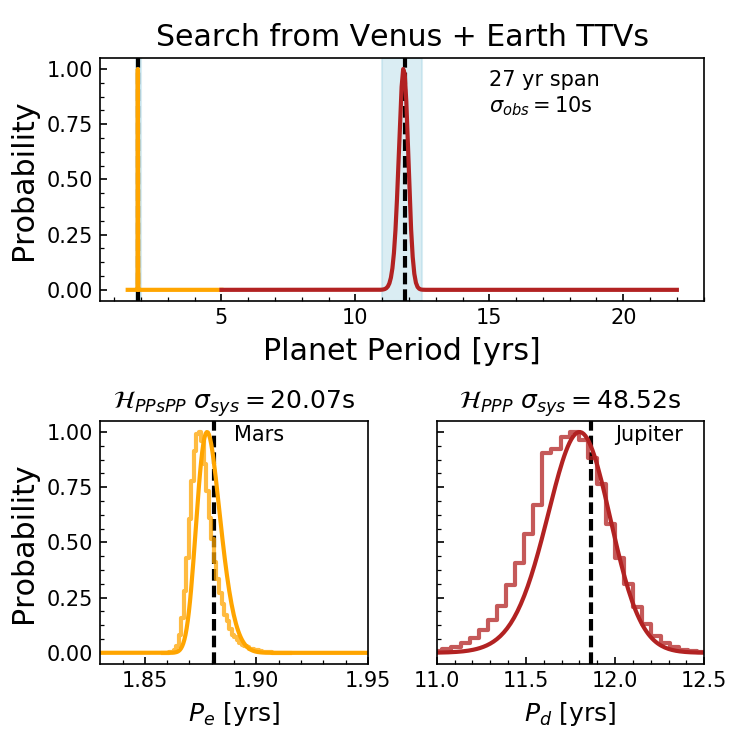 Search from Venus + Earth TTVs
27 yr span
σ_obs = 10s
Probability
1.00
0.75
0.50
0.25
0.00
5 10 15 20
Planet Period [yrs]
ℋ_PPsPP σ_sys = 20.07s
Mars
Probability
1.00
0.75
0.50
0.25
0.00
1.85 1.90 1.95
P_e [yrs]
ℋ_PPP σ_sys = 48.52s
Jupiter
11.0 11.5 12.0 12.5
P_d [yrs]